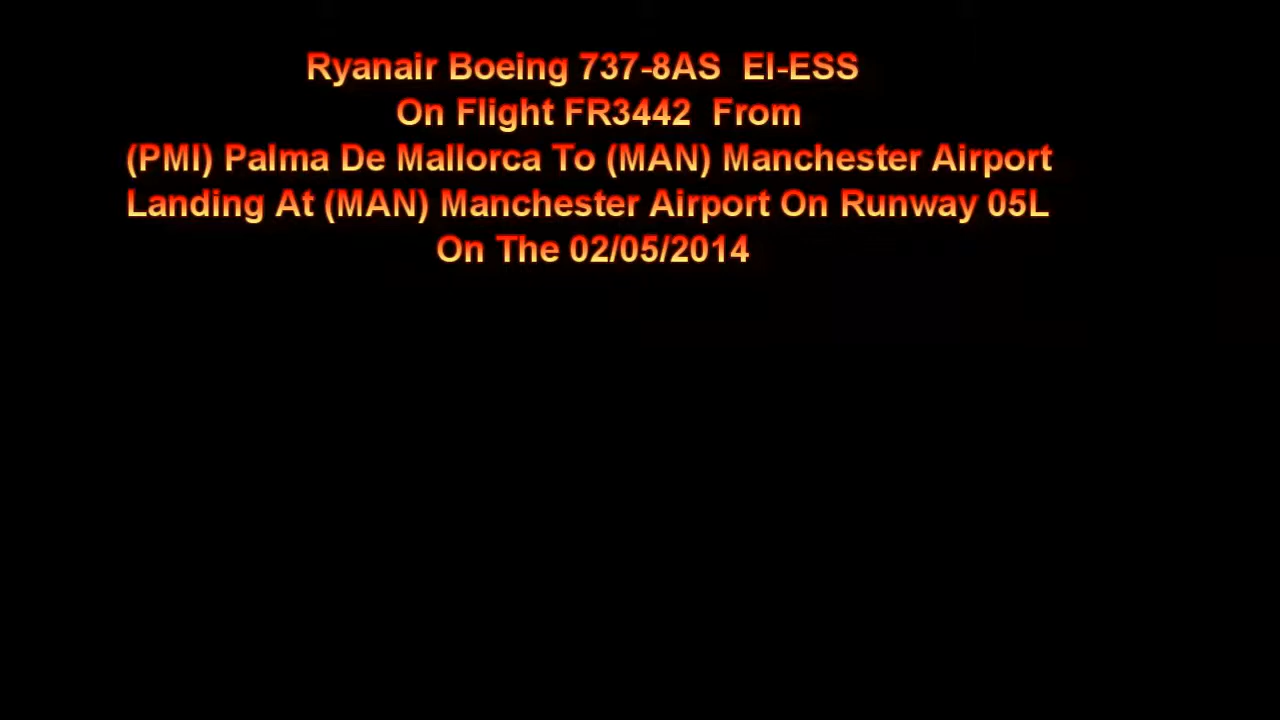 Ryanair Boeing 737-8AS  EI-ESS
On Flight FR3442  From
(PMI) Palma De Mallorca To (MAN) Manchester Airport
Landing At (MAN) Manchester Airport On Runway 05L
On The 02/05/2014